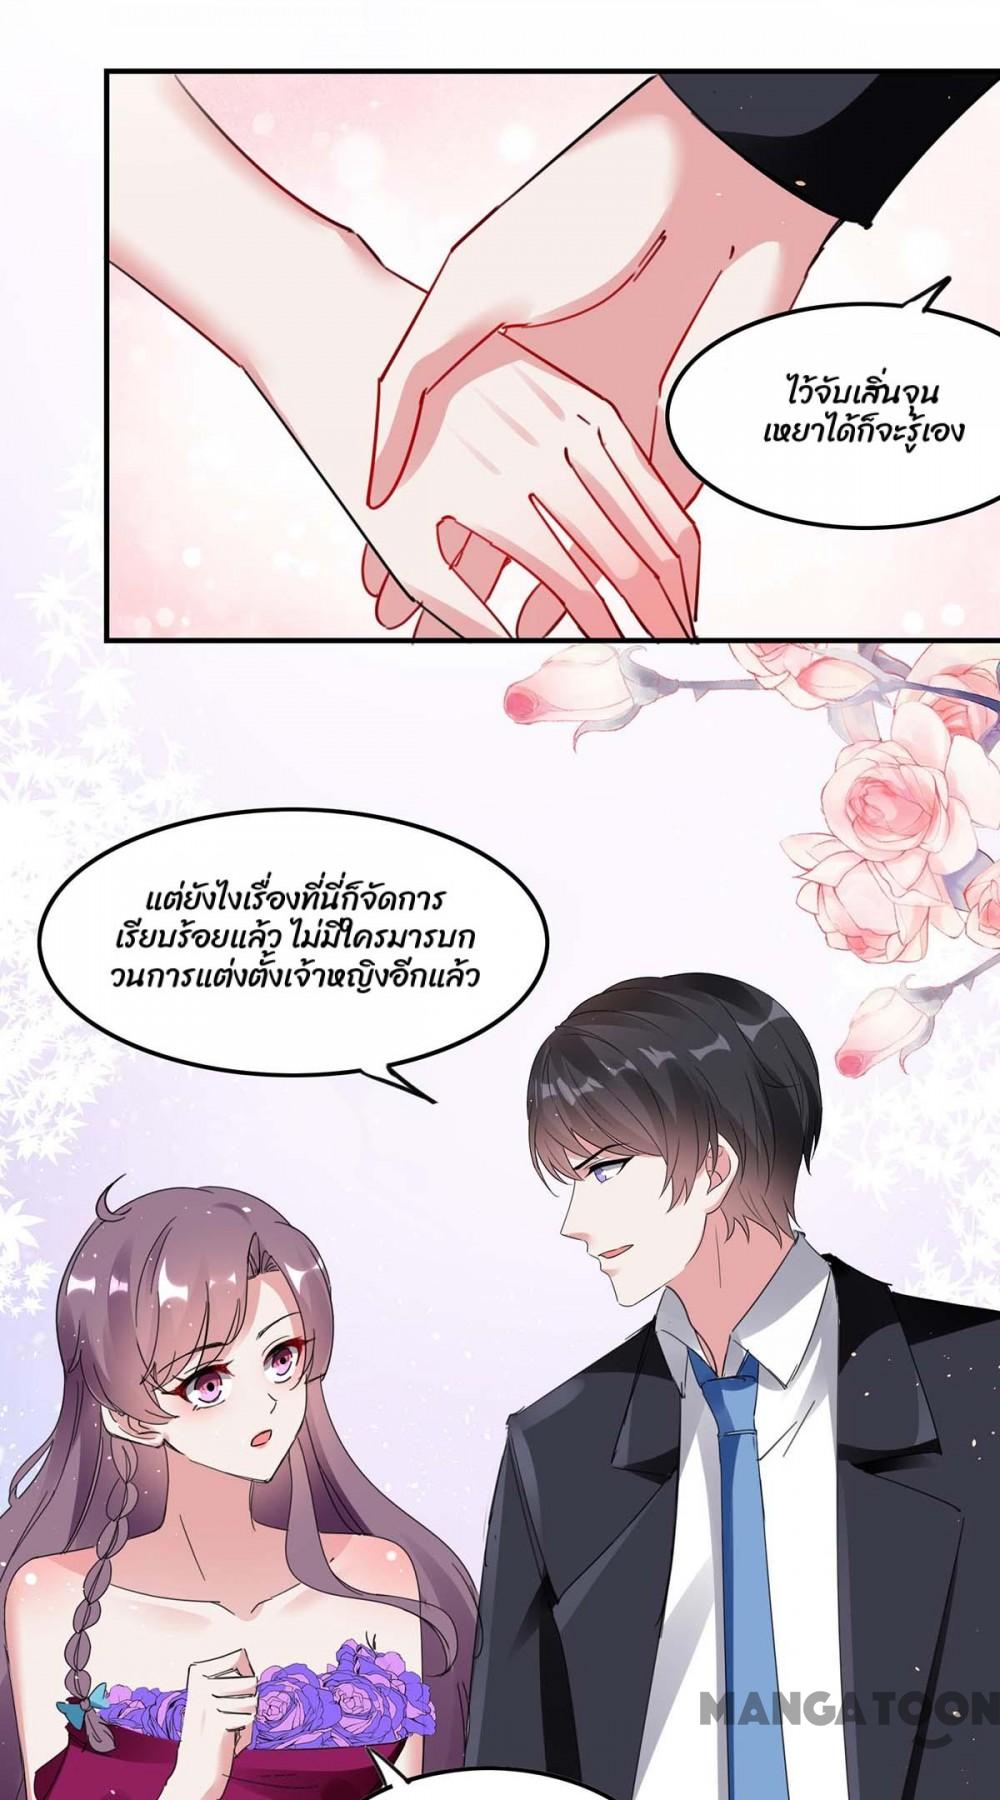 ไว้จับเสิ่นจุน
เหยาได้ก็จะรู้เอง
แต่ยังไงเรื่องที่นี่ก็จัดการ
เรียบร้อยแล้ว ไม่มีใครมารบก
วนการแต่งตั้งเจ้าหญิงอีกแล้ว
MANGATOON